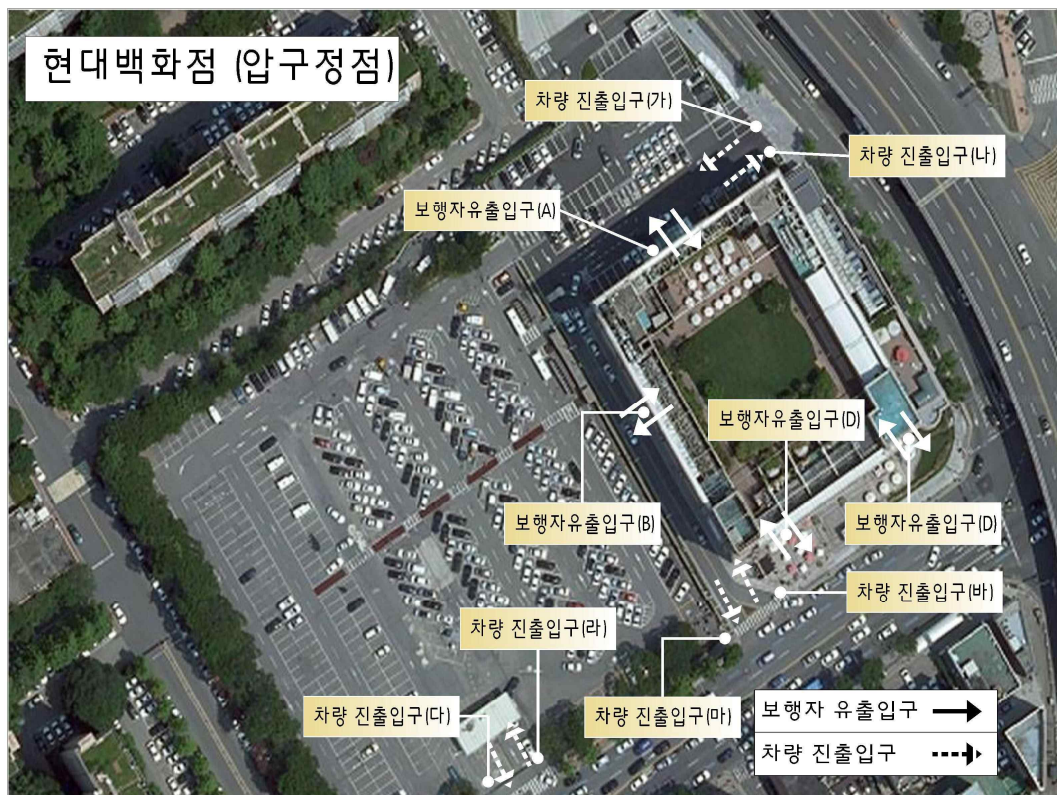 현대백화점 (압구정점)
차량 진출입구(가)
차량 진출입구(나)
보행자유출입구(A)
보행자유출입구(D)
보행자유출입구(B)
보행자유출입구(D)
차량 진출입구(바)
차량 진출입구(라)
차량 진출입구(다)
차량 진출입구(마)
보행자 유출입구
차량 진출입구